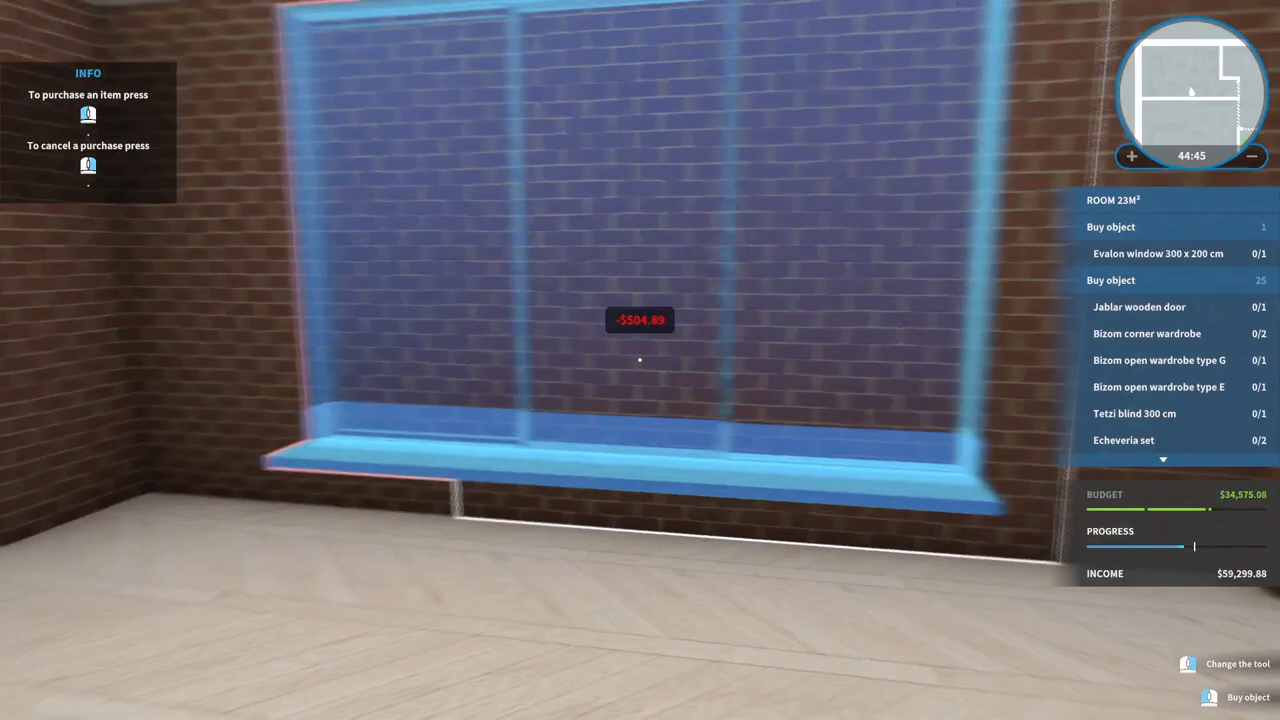 INFO
To purchase an item press
.
To cancel a purchase press
.
-$504.89
+ 44:45 −
ROOM 23M²
Buy object 1
Evalon window 300 x 200 cm 0/1
Buy object 25
Jablar wooden door 0/1
Bizom corner wardrobe 0/2
Bizom open wardrobe type G 0/1
Bizom open wardrobe type E 0/1
Tetzi blind 300 cm 0/1
Echeveria set 0/2
BUDGET $34,575.08
PROGRESS
INCOME $59,299.88
Change the tool
Buy object